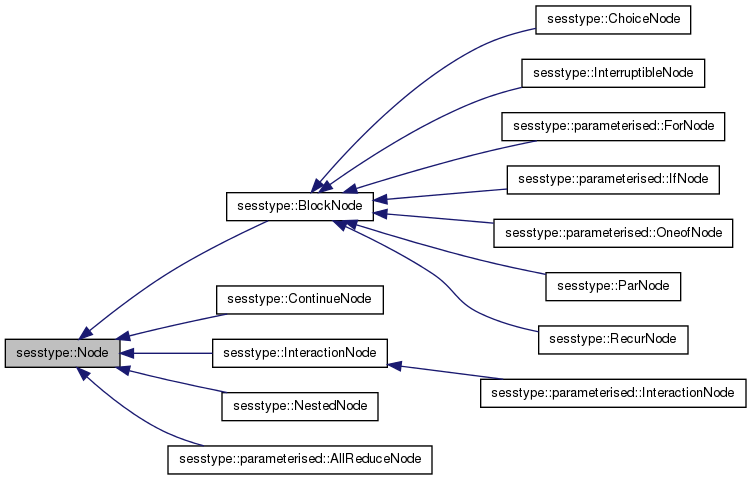 sesstype::ChoiceNode
sesstype::InterruptibleNode
sesstype::parameterised::ForNode
sesstype::parameterised::IfNode
sesstype::BlockNode
sesstype::parameterised::OneofNode
sesstype::ParNode
sesstype::ContinueNode
sesstype::RecurNode
sesstype::Node
sesstype::InteractionNode
sesstype::parameterised::InteractionNode
sesstype::NestedNode
sesstype::parameterised::AllReduceNode